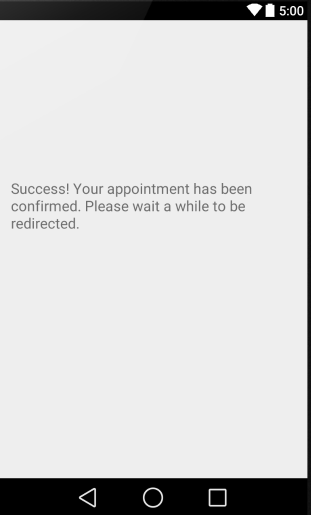 5:00
Success! Your appointment has been
confirmed. Please wait a while to be
redirected.